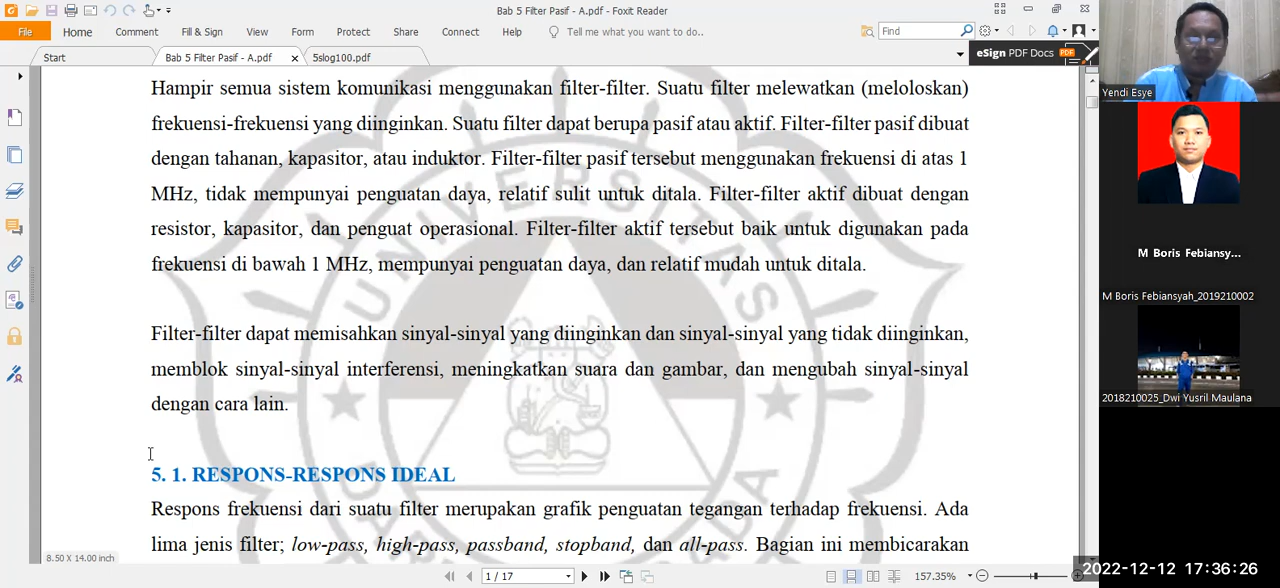 Bab 5 Filter Pasif - A.pdf - Foxit Reader
File Home Comment Fill & Sign View Form Protect Share Connect Help Tell me what you want to do.. Find
Start Bab 5 Filter Pasif - A.pdf 5slog100.pdf eSign PDF Docs PDF
Hampir semua sistem komunikasi menggunakan filter-filter. Suatu filter melewatkan (meloloskan)
frekuensi-frekuensi yang diinginkan. Suatu filter dapat berupa pasif atau aktif. Filter-filter pasif dibuat
dengan tahanan, kapasitor, atau induktor. Filter-filter pasif tersebut menggunakan frekuensi di atas 1
MHz, tidak mempunyai penguatan daya, relatif sulit untuk ditala. Filter-filter aktif dibuat dengan
resistor, kapasitor, dan penguat operasional. Filter-filter aktif tersebut baik untuk digunakan pada
frekuensi di bawah 1 MHz, mempunyai penguatan daya, dan relatif mudah untuk ditala.
Filter-filter dapat memisahkan sinyal-sinyal yang diinginkan dan sinyal-sinyal yang tidak diinginkan,
memblok sinyal-sinyal interferensi, meningkatkan suara dan gambar, dan mengubah sinyal-sinyal
dengan cara lain.
5. 1. RESPONS-RESPONS IDEAL
Respons frekuensi dari suatu filter merupakan grafik penguatan tegangan terhadap frekuensi. Ada
lima jenis filter; low-pass, high-pass, passband, stopband, dan all-pass. Bagian ini membicarakan
UNIVERSITAS
8.50 X 14.00 inch
1 / 17
157.35%
Yendi Esye
M Boris Febiansy...
M Boris Febiansyah_2019210002
2018210025_Dwi Yusril Maulana
2022-12-12 17:36:26